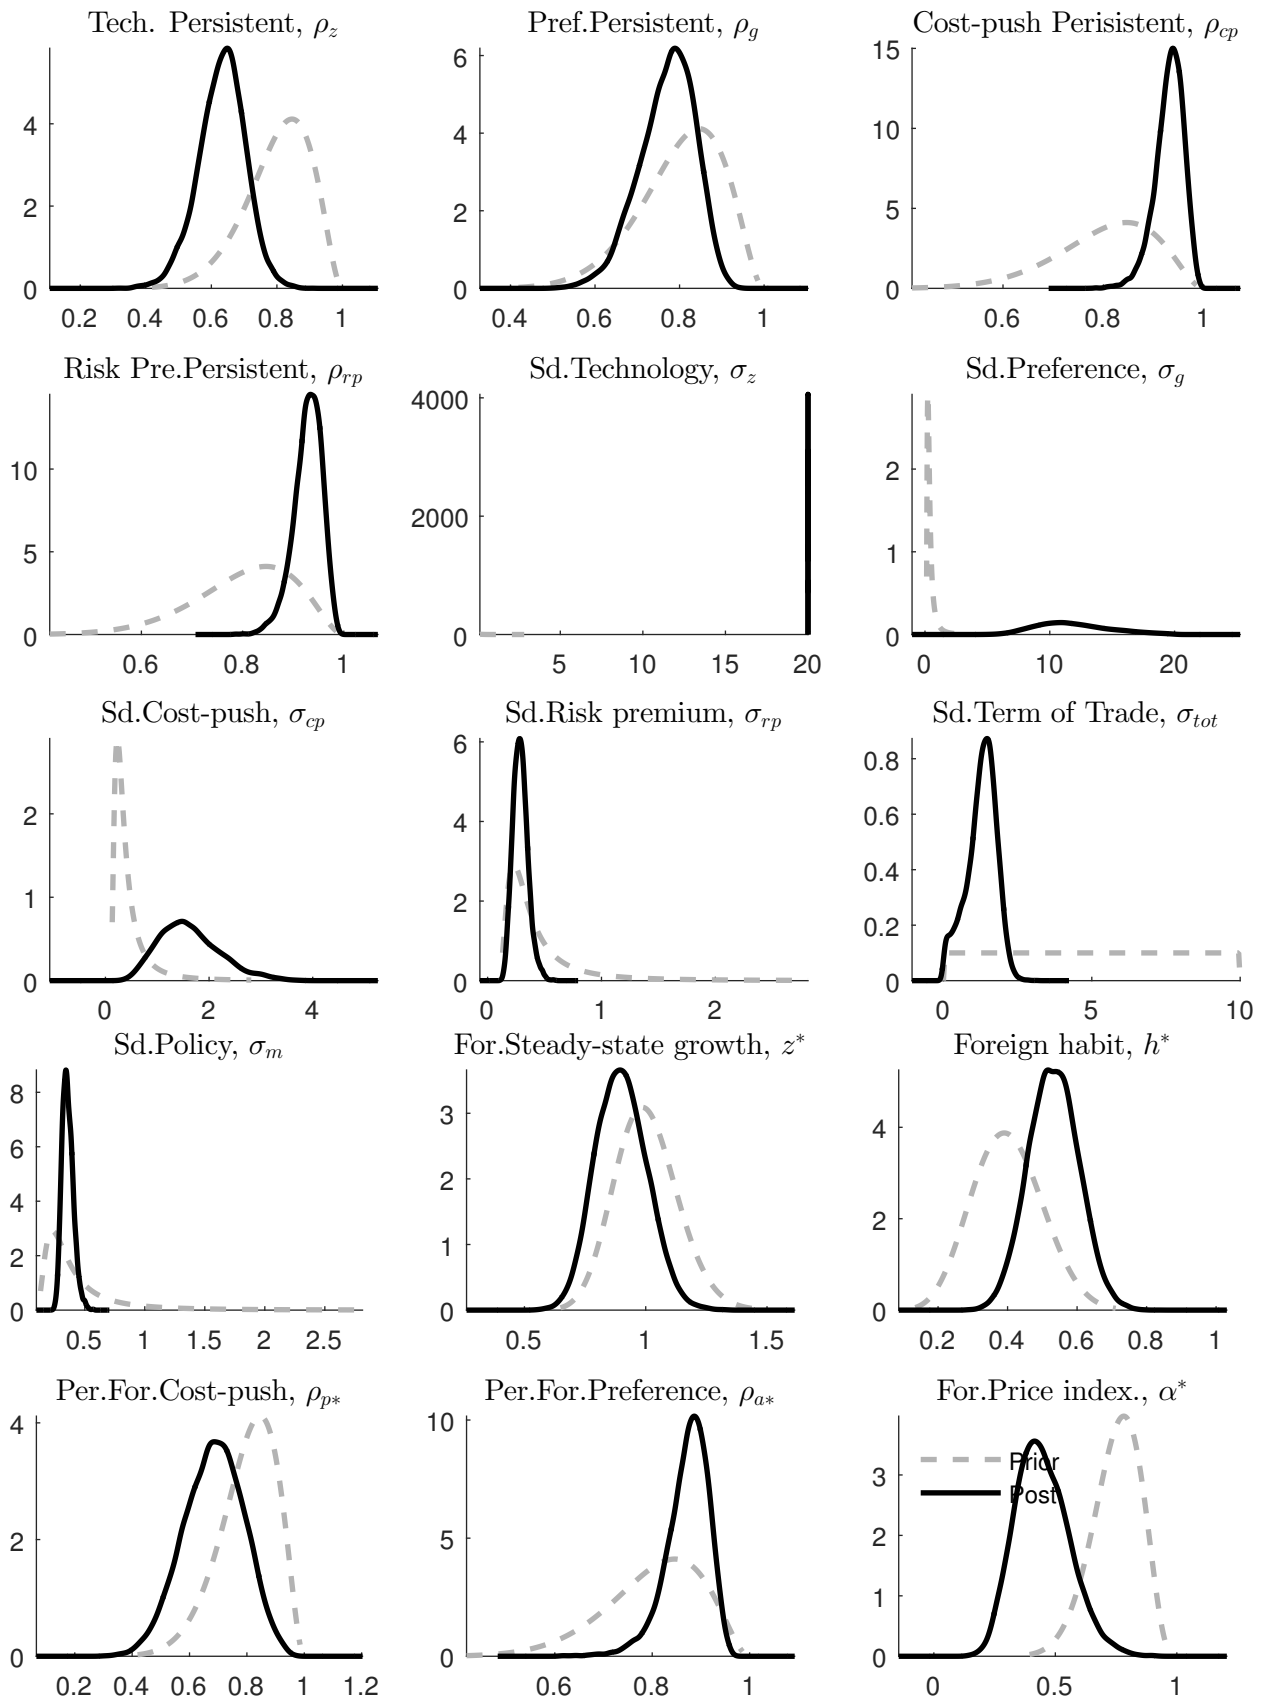 Tech. Persistent, ρz
Pref.Persistent, ρg
Cost-push Perisistent, ρcp
4
2
0
0.2 0.4 0.6 0.8 1
6
4
2
0
0.4 0.6 0.8 1
15
10
5
0
0.6 0.8 1
Risk Pre.Persistent, ρrp
Sd.Technology, σz
Sd.Preference, σg
10
5
0
0.6 0.8 1
4000
2000
0
5 10 15 20
2
1
0
0 10 20
Sd.Cost-push, σcp
Sd.Risk premium, σrp
Sd.Term of Trade, σtot
2
1
0
0 2 4
6
4
2
0
0 1 2
0.8
0.6
0.4
0.2
0
0 5 10
Sd.Policy, σm
For.Steady-state growth, z*
Foreign habit, h*
8
6
4
2
0
0.5 1 1.5 2 2.5
3
2
1
0
0.5 1 1.5
4
2
0
0.2 0.4 0.6 0.8 1
Per.For.Cost-push, ρp*
Per.For.Preference, ρa*
For.Price index., α*
4
2
0
0.2 0.4 0.6 0.8 1 1.2
10
5
0
0.6 0.8 1
3
2
1
0
0 0.5 1
Prior
Post